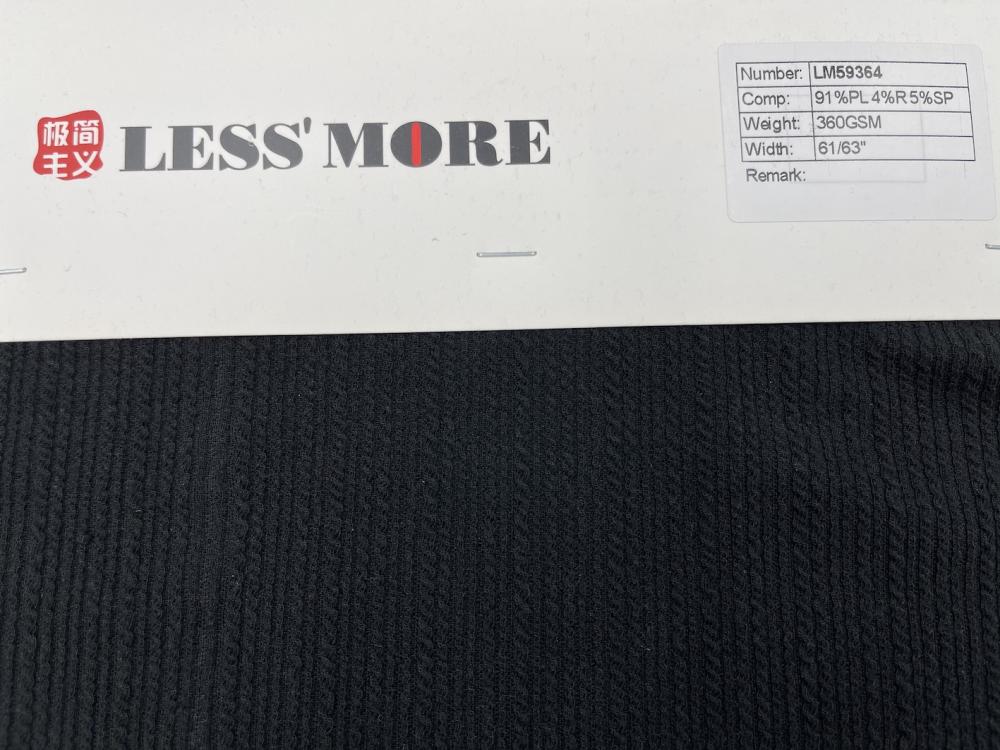 极简
主义
LESS' MORE
Number: LM59364
Comp: 91%PL 4%R 5%SP
Weight: 360GSM
Width: 61/63"
Remark: